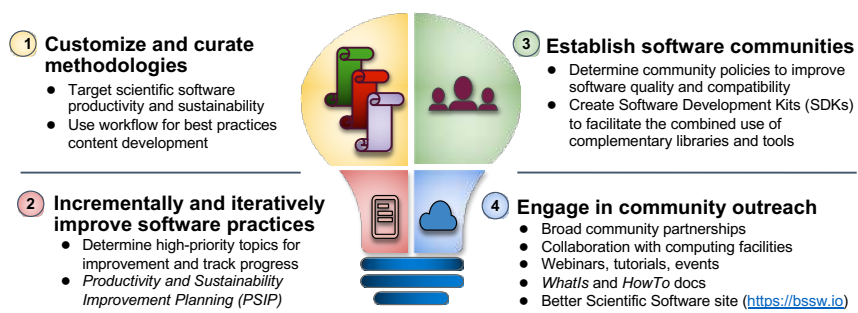 1 Customize and curate
methodologies
● Target scientific software
productivity and sustainability
● Use workflow for best practices
content development
2 Incrementally and iteratively
improve software practices
● Determine high-priority topics for
improvement and track progress
● Productivity and Sustainability
Improvement Planning (PSIP)
3 Establish software communities
● Determine community policies to improve
software quality and compatibility
● Create Software Development Kits (SDKs)
to facilitate the combined use of
complementary libraries and tools
4 Engage in community outreach
● Broad community partnerships
● Collaboration with computing facilities
● Webinars, tutorials, events
● WhatIs and HowTo docs
● Better Scientific Software site (https://bssw.io)